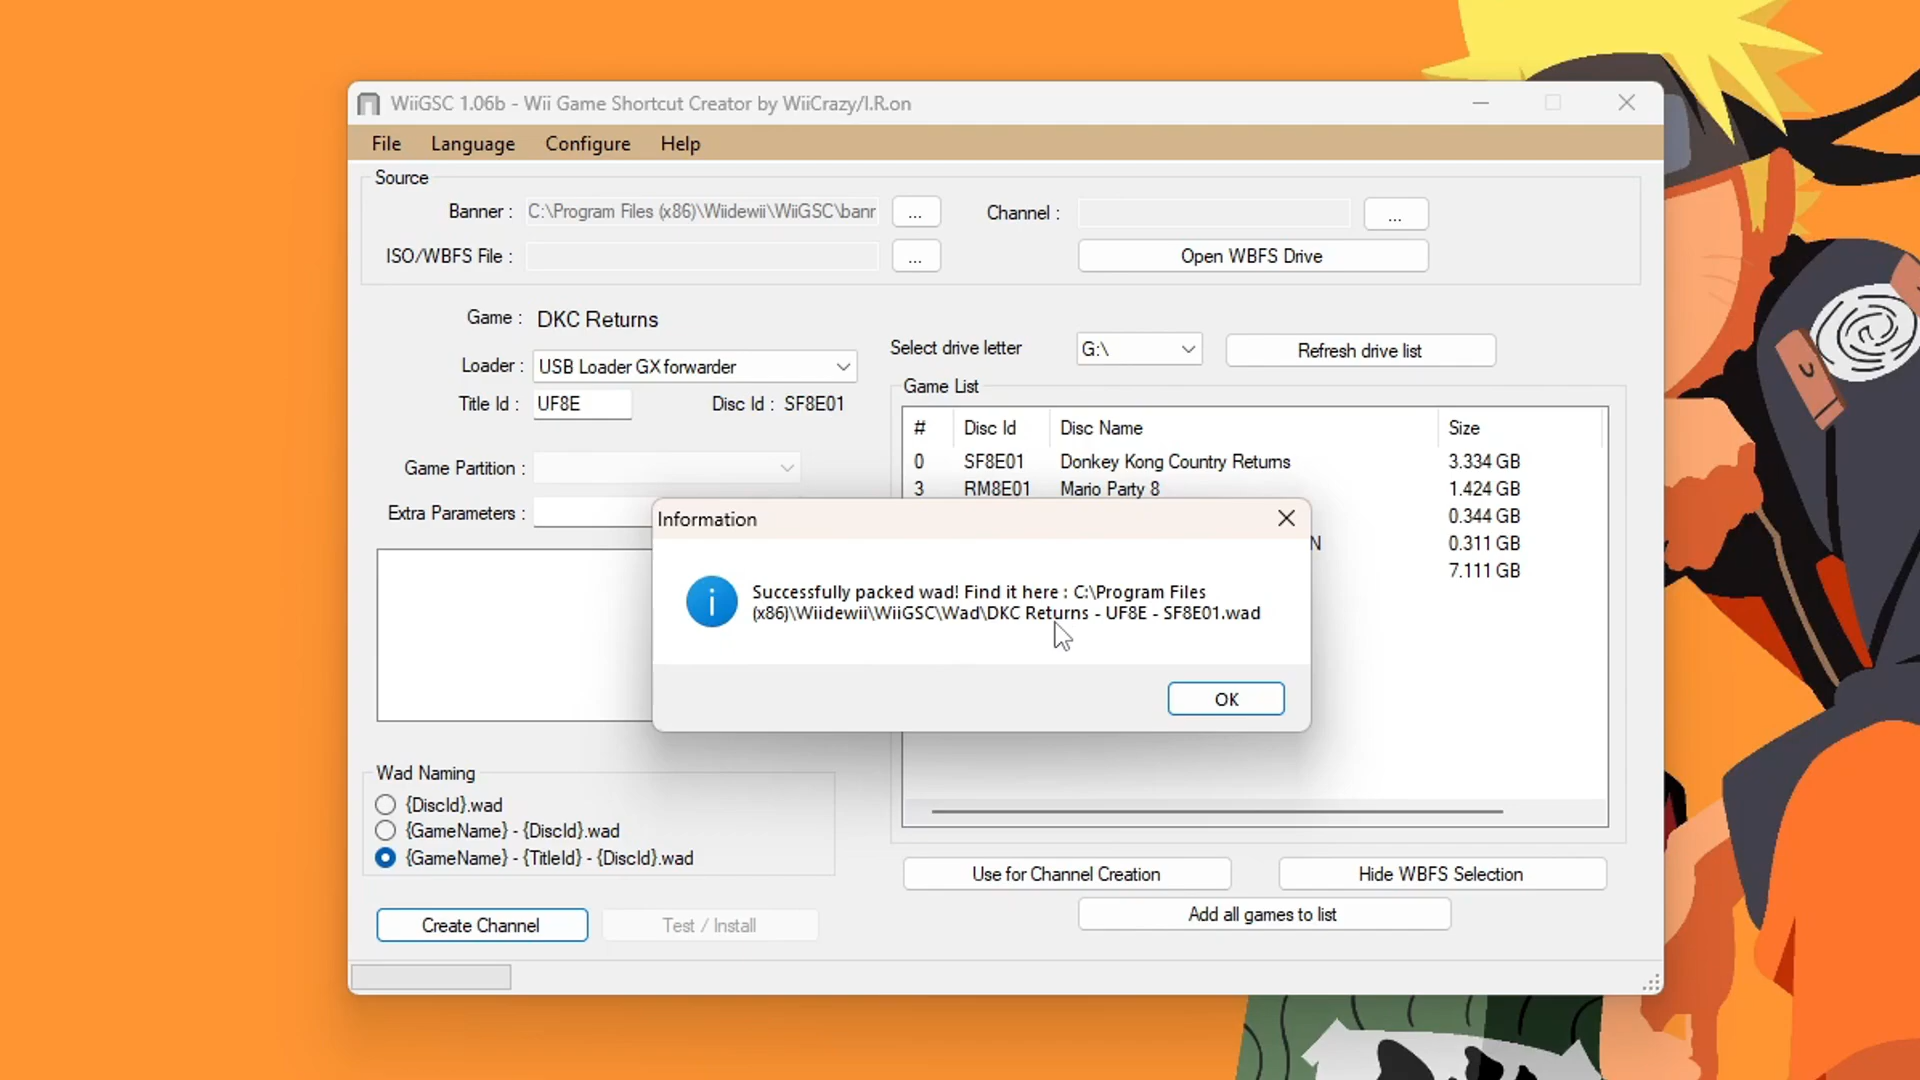 WiiGSC 1.06b - Wii Game Shortcut Creator by WiiCrazy/I.R.on
File Language Configure Help
Source
Banner : C:\Program Files (x86)\Wiidewii\WiiGSC\banr ... Channel : ...
ISO/WBFS File : ... Open WBFS Drive
Game : DKC Returns
Select drive letter G:\ Refresh drive list
Loader : USB Loader GX forwarder
Game List
Title Id : UF8E Disc Id : SF8E01
# Disc Id Disc Name Size
0 SF8E01 Donkey Kong Country Returns 3.334 GB
Game Partition :
3 RM8E01 Mario Party 8 1.424 GB
Extra Parameters :
0.344 GB
N 0.311 GB
7.111 GB
Information
Successfully packed wad! Find it here : C:\Program Files
(x86)\Wiidewii\WiiGSC\Wad\DKC Returns - UF8E - SF8E01.wad
OK
Wad Naming
{DiscId}.wad
{GameName} - {DiscId}.wad
{GameName} - {TitleId} - {DiscId}.wad
Use for Channel Creation Hide WBFS Selection
Add all games to list
Create Channel Test / Install